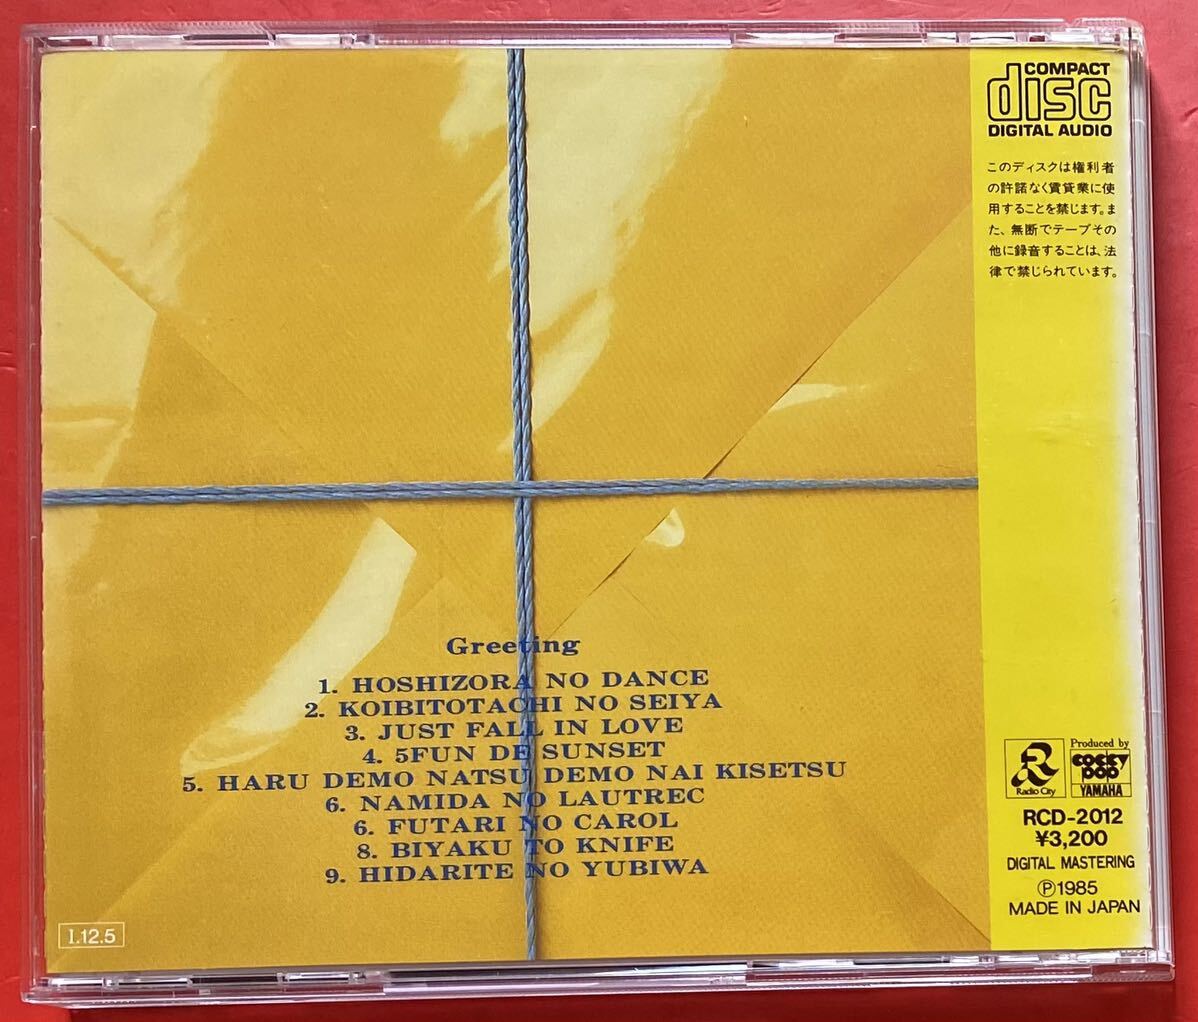 COMPACT
disc
DIGITAL AUDIO
このディスクは権利者
の許諾なく賃貸業に使
用することを禁じます。ま
た、無断でテープその
他に録音することは、法
律で禁じられています。
Greeting
1. HOSHIZORA NO DANCE
2. KOIBITOTACHI NO SEIYA
3. JUST FALL IN LOVE
4. 5FUN DE SUNSET
5. HARU DEMO NATSU DEMO NAI KISETSU
6. NAMIDA NO LAUTREC
6. FUTARI NO CAROL
8. BIYAKU TO KNIFE
9. HIDARITE NO YUBIWA
I.12.5
R
Radio City
Produced by
cocky
pop
YAMAHA
RCD-2012
¥3,200
DIGITAL MASTERING
Ⓟ1985
MADE IN JAPAN